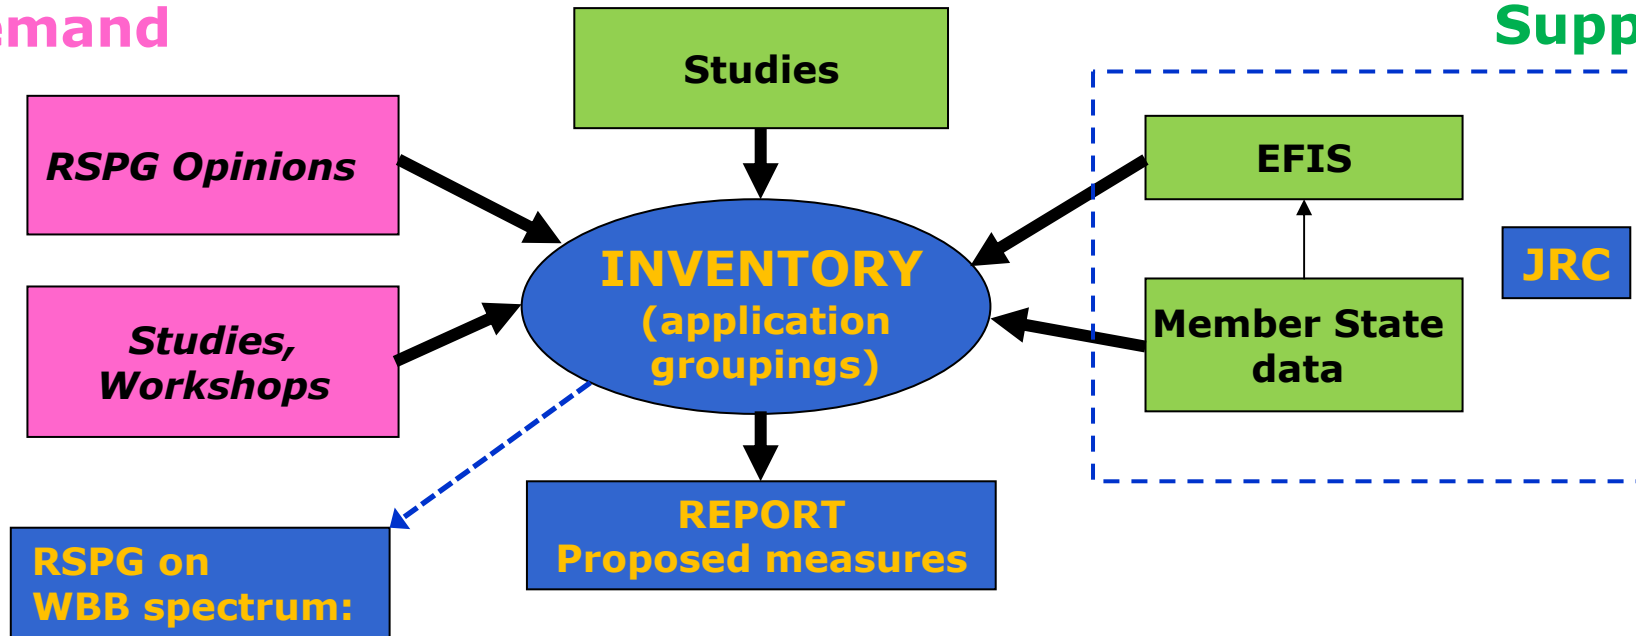 emand
Supp
Studies
RSPG Opinions
EFIS
JRC
INVENTORY
(application
groupings)
Studies,
Workshops
Member State
data
REPORT
Proposed measures
RSPG on
WBB spectrum: